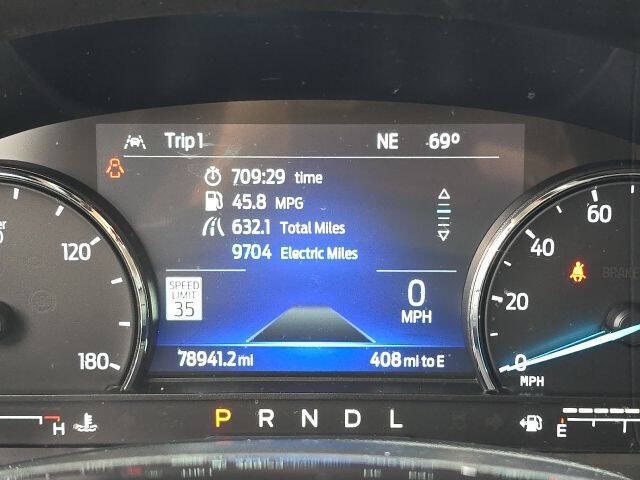 Trip 1 NE 69°
709:29 time
45.8 MPG
632.1 Total Miles
9704 Electric Miles
SPEED
LIMIT
35
0
MPH
78941.2 mi 408 mi to E
120
180
60
40
20
0
MPH
H P R N D L E